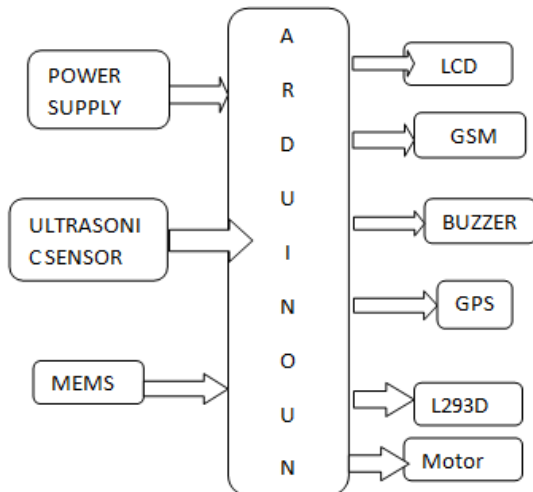 POWER
SUPPLY
ULTRASONI
C SENSOR
MEMS
A
R
D
U
I
N
O
U
N
LCD
GSM
BUZZER
GPS
L293D
Motor